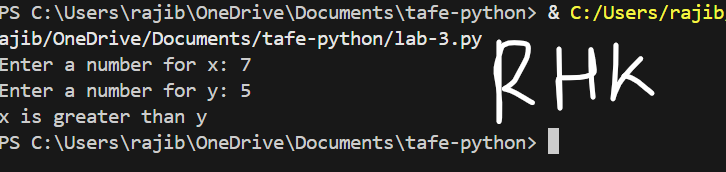 PS C:\Users\rajib\OneDrive\Documents\tafe-python> & C:/Users/rajib
ajib/OneDrive/Documents/tafe-python/lab-3.py
Enter a number for x: 7
Enter a number for y: 5
x is greater than y
PS C:\Users\rajib\OneDrive\Documents\tafe-python>
RHK